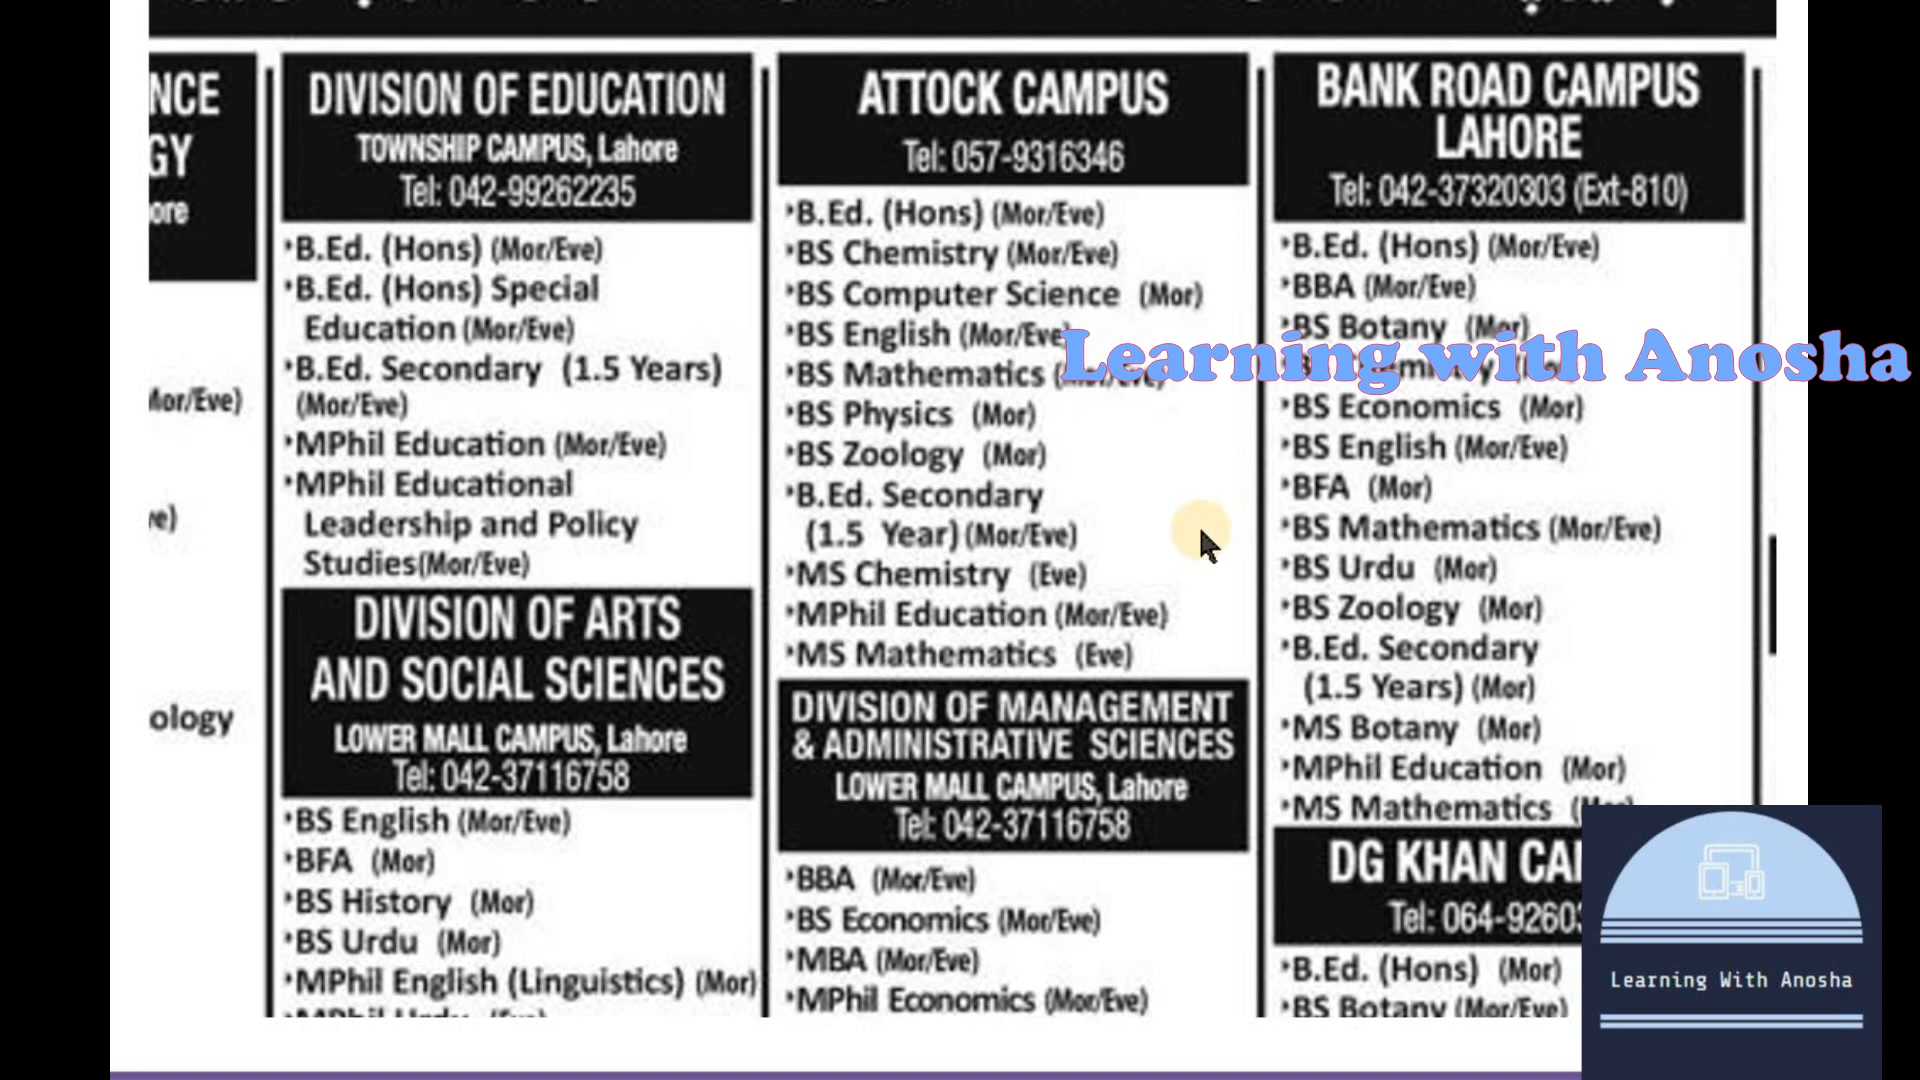 NCE
GY
ore
Mor/Eve)
ve)
ology
DIVISION OF EDUCATION
TOWNSHIP CAMPUS, Lahore
Tel: 042-99262235
B.Ed. (Hons) (Mor/Eve)
B.Ed. (Hons) Special
Education (Mor/Eve)
B.Ed. Secondary (1.5 Years)
(Mor/Eve)
MPhil Education (Mor/Eve)
MPhil Educational
Leadership and Policy
Studies(Mor/Eve)
DIVISION OF ARTS
AND SOCIAL SCIENCES
LOWER MALL CAMPUS, Lahore
Tel: 042-37116758
BS English (Mor/Eve)
BFA (Mor)
BS History (Mor)
BS Urdu (Mor)
MPhil English (Linguistics) (Mor)
ATTOCK CAMPUS
Tel: 057-9316346
B.Ed. (Hons) (Mor/Eve)
BS Chemistry (Mor/Eve)
BS Computer Science (Mor)
BS English (Mor/Eve)
BS Mathematics
BS Physics (Mor)
BS Zoology (Mor)
B.Ed. Secondary
(1.5 Year) (Mor/Eve)
MS Chemistry (Eve)
MPhil Education (Mor/Eve)
MS Mathematics (Eve)
DIVISION OF MANAGEMENT
& ADMINISTRATIVE SCIENCES
LOWER MALL CAMPUS, Lahore
Tel: 042-37116758
BBA (Mor/Eve)
BS Economics (Mor/Eve)
MBA (Mor/Eve)
MPhil Economics (Mor/Eve)
BANK ROAD CAMPUS
LAHORE
Tel: 042-37320303 (Ext-810)
B.Ed. (Hons) (Mor/Eve)
BBA (Mor/Eve)
BS Botany (Mor)
BS Economics (Mor)
BS English (Mor/Eve)
BFA (Mor)
BS Mathematics (Mor/Eve)
BS Urdu (Mor)
BS Zoology (Mor)
B.Ed. Secondary
(1.5 Years) (Mor)
MS Botany (Mor)
MPhil Education (Mor)
MS Mathematics
DG KHAN
Tel: 064-9260
B.Ed. (Hons) (Mor)
BS Botany (Mor/Eve)
Learning with Anosha
Learning With Anosha